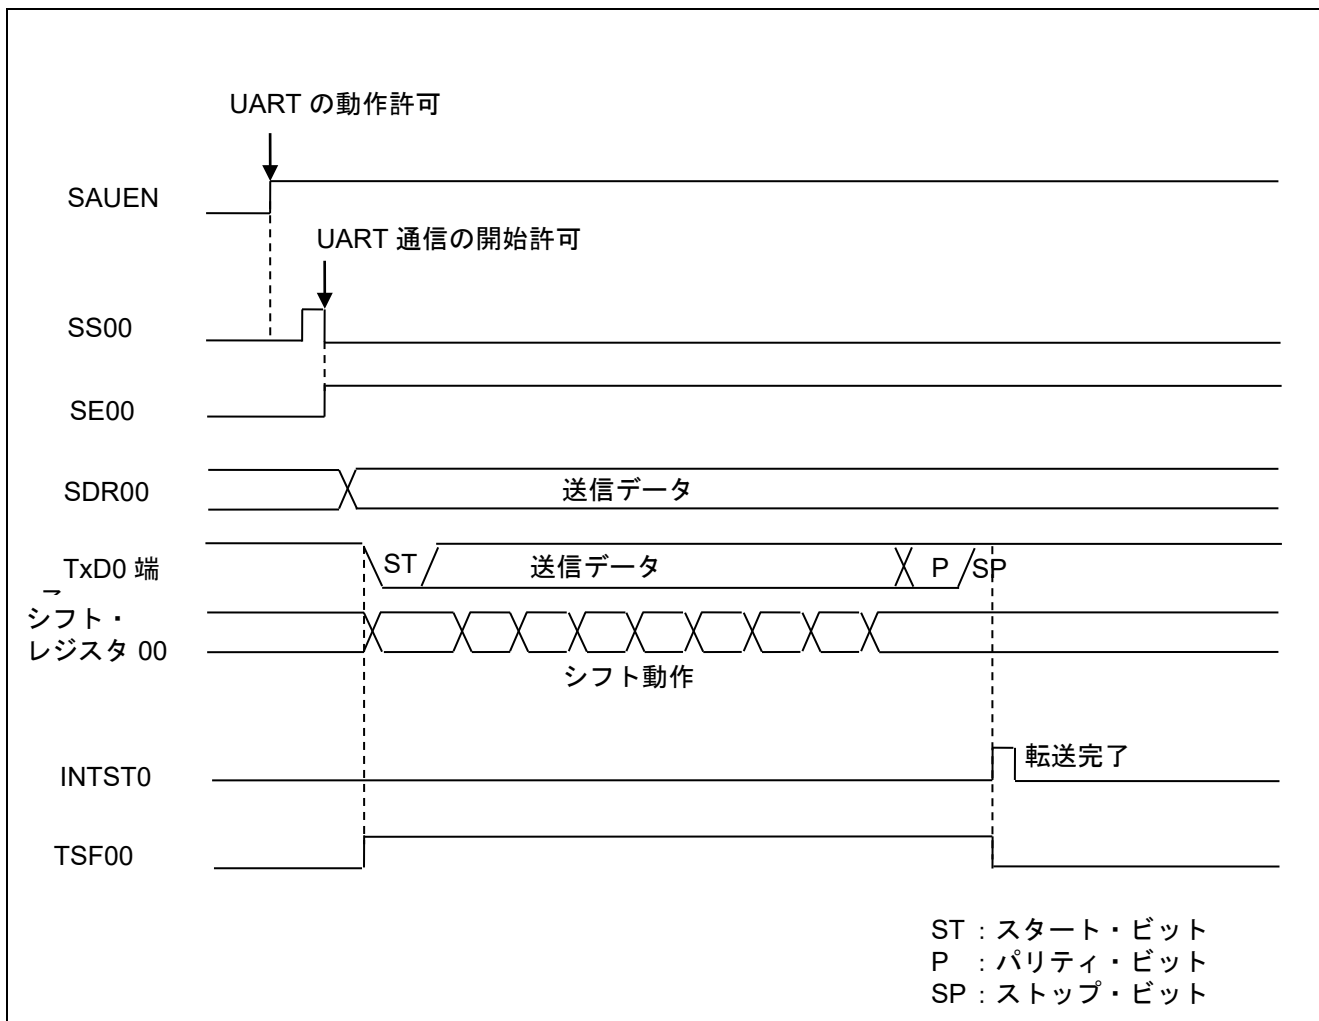 UART の動作許可
SAUEN
UART 通信の開始許可
SS00
SE00
SDR00
送信データ
TxD0 端
ST
送信データ
P
SP
シフト・
レジスタ 00
シフト動作
INTST0
転送完了
TSF00
ST : スタート・ビット
P : パリティ・ビット
SP : ストップ・ビット